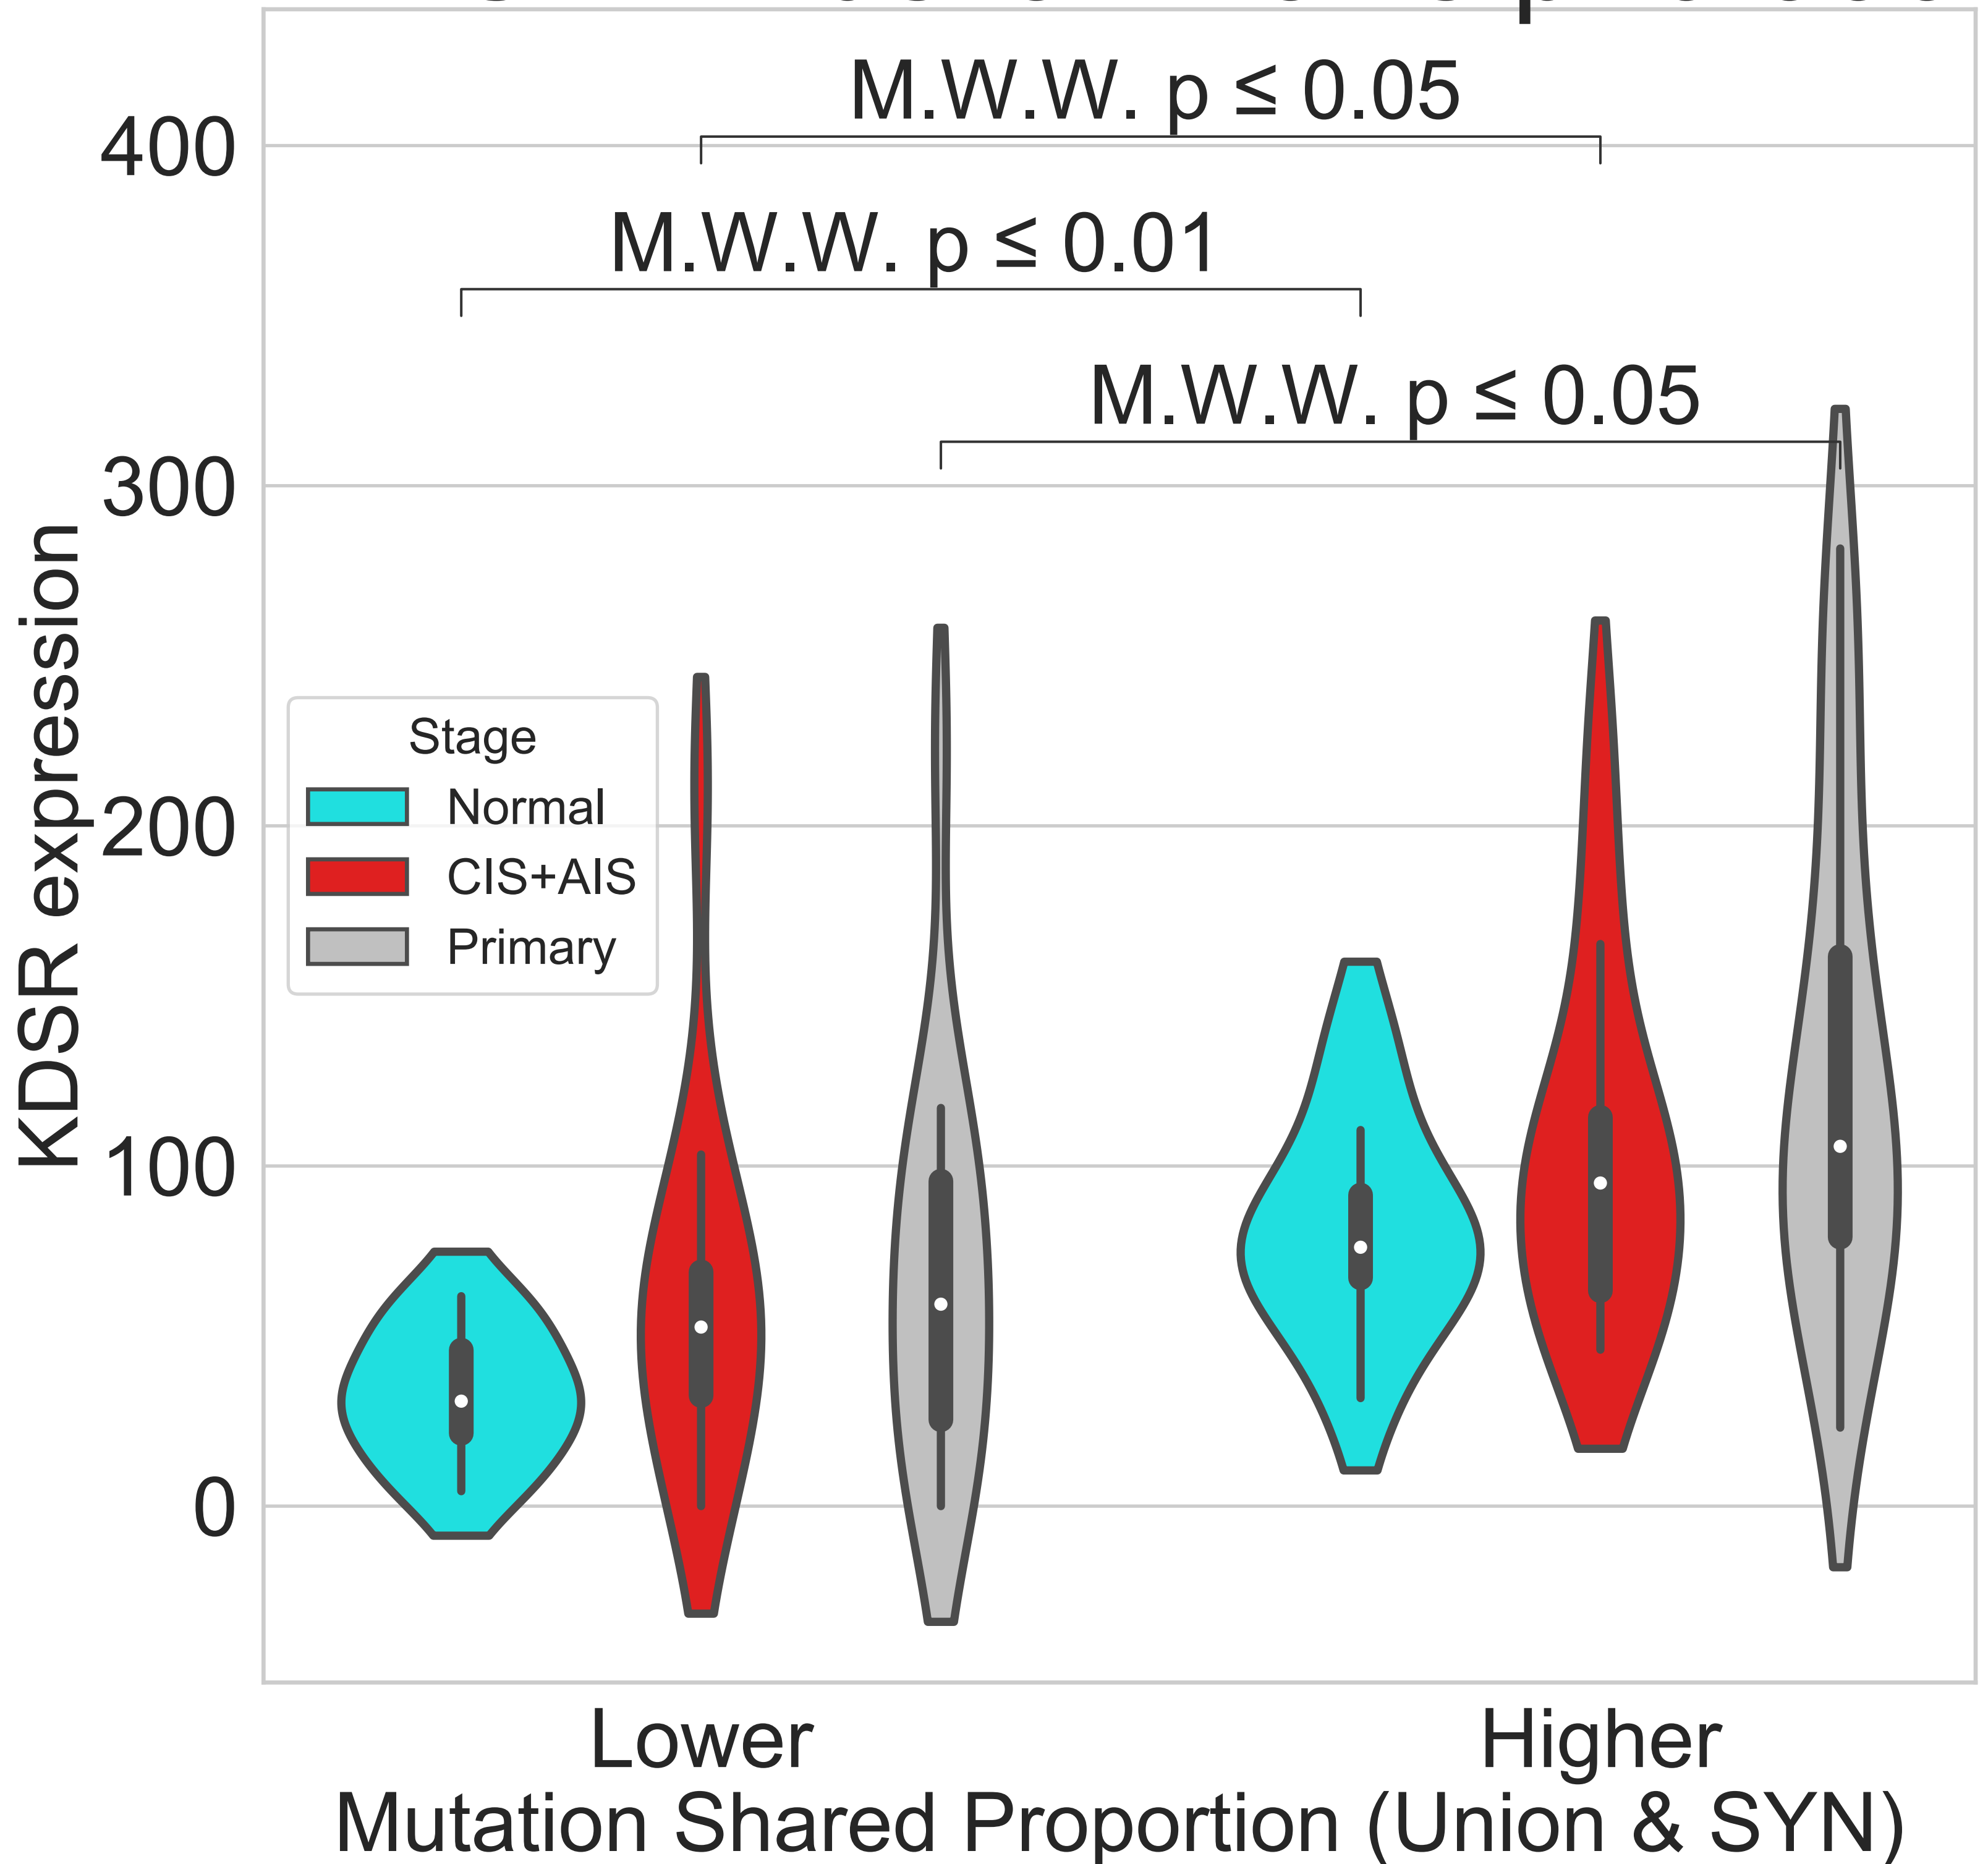 M.W.W. p ≤ 0.05
400
M.W.W. p ≤ 0.01
M.W.W. p ≤ 0.05
300
KDSR expression
Stage
Normal
CIS+AIS
Primary
200
100
0
Lower
Higher
Mutation Shared Proportion (Union & SYN)